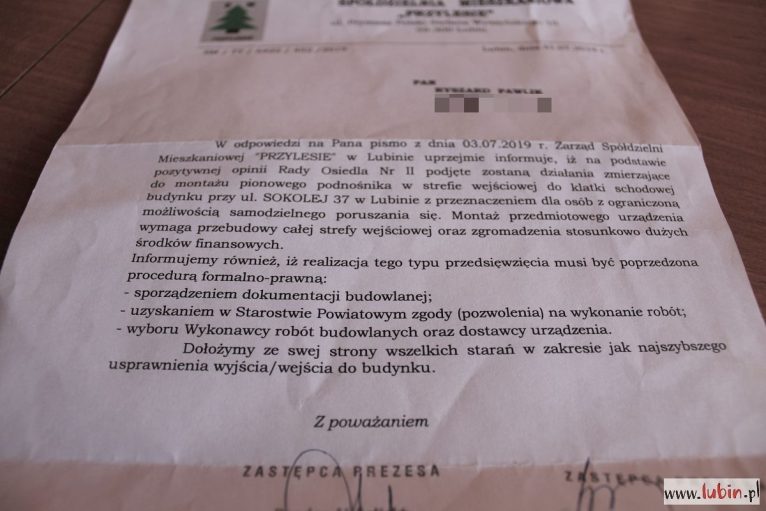 SPÓŁDZIELNIA MIESZKANIOWA
"PRZYLESIE"
PAN
RYSZARD PAWLIK
W odpowiedzi na Pana pismo z dnia 03.07.2019 r. Zarząd Spółdzielni
Mieszkaniowej "PRZYLESIE" w Lubinie uprzejmie informuje, iż na podstawie
pozytywnej opinii Rady Osiedla Nr II podjęte zostaną działania zmierzające
do montażu pionowego podnośnika w strefie wejściowej do klatki schodowej
budynku przy ul. SOKOLEJ 37 w Lubinie z przeznaczeniem dla osób z ograniczoną
możliwością samodzielnego poruszania się. Montaż przedmiotowego urządzenia
wymaga przebudowy całej strefy wejściowej oraz zgromadzenia stosunkowo dużych
środków finansowych.
Informujemy również, iż realizacja tego typu przedsięwzięcia musi być poprzedzona
procedurą formalno-prawną:
- sporządzeniem dokumentacji budowlanej;
- uzyskaniem w Starostwie Powiatowym zgody (pozwolenia) na wykonanie robót;
- wyboru Wykonawcy robót budowlanych oraz dostawcy urządzenia.
Dołożymy ze swej strony wszelkich starań w zakresie jak najszybszego
usprawnienia wyjścia/wejścia do budynku.
Z poważaniem
ZASTĘPCA PREZESA
ZASTĘPCA
www.lubin.pl